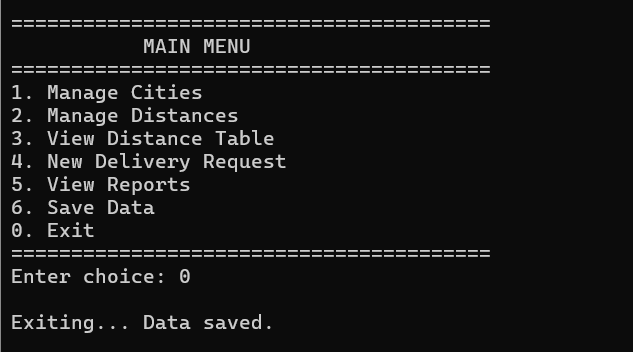 ========================================
           MAIN MENU
========================================
1. Manage Cities
2. Manage Distances
3. View Distance Table
4. New Delivery Request
5. View Reports
6. Save Data
0. Exit
========================================
Enter choice: 0

Exiting... Data saved.